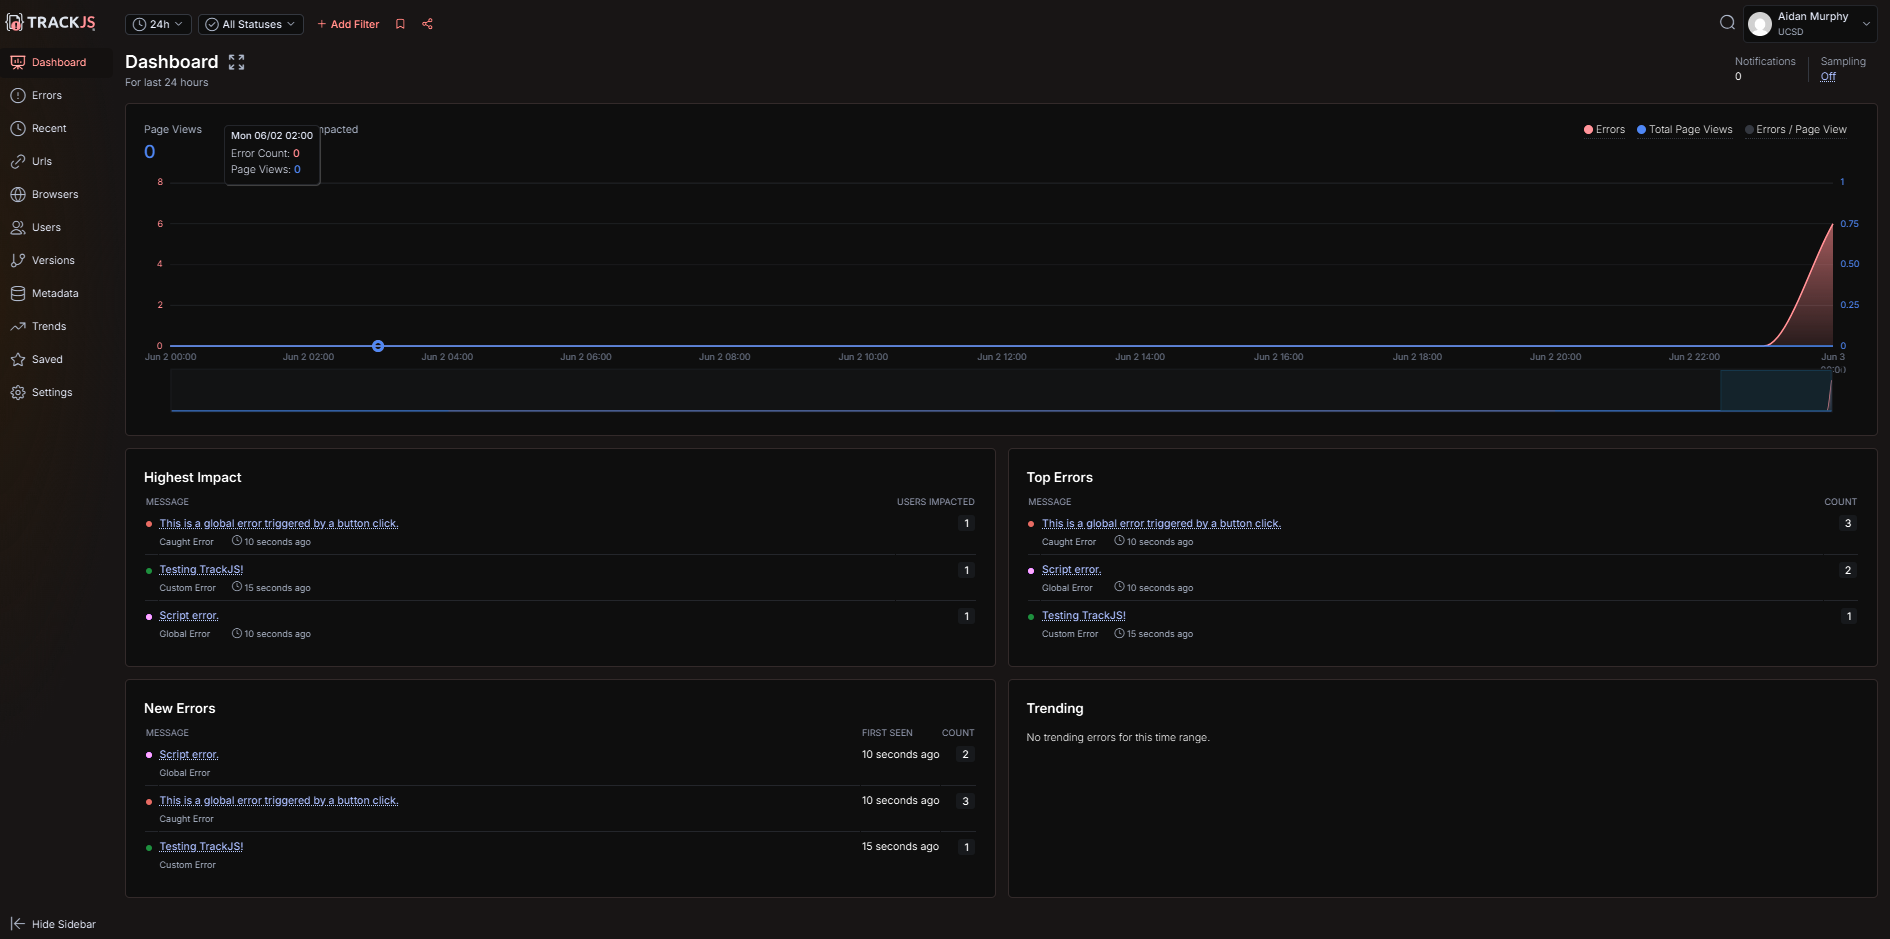 TRACKJS
24h
All Statuses
+ Add Filter
Aidan Murphy
UCSD
Dashboard
Errors
Recent
Urls
Browsers
Users
Versions
Metadata
Trends
Saved
Settings
Hide Sidebar
Dashboard
For last 24 hours
Notifications
0
Sampling
Off
Page Views
0
mpacted
Mon 06/02 02:00
Error Count: 0
Page Views: 0
Errors
Total Page Views
Errors / Page View
8
6
4
2
0
1
0.75
0.50
0.25
0
Jun 2 00:00
Jun 2 02:00
Jun 2 04:00
Jun 2 06:00
Jun 2 08:00
Jun 2 10:00
Jun 2 12:00
Jun 2 14:00
Jun 2 16:00
Jun 2 18:00
Jun 2 20:00
Jun 2 22:00
Jun 3
Highest Impact
MESSAGE USERS IMPACTED
This is a global error triggered by a button click. 1
Caught Error 10 seconds ago
Testing TrackJS! 1
Custom Error 15 seconds ago
Script error. 1
Global Error 10 seconds ago
Top Errors
MESSAGE COUNT
This is a global error triggered by a button click. 3
Caught Error 10 seconds ago
Script error. 2
Global Error 10 seconds ago
Testing TrackJS! 1
Custom Error 15 seconds ago
New Errors
MESSAGE FIRST SEEN COUNT
Script error. 10 seconds ago 2
Global Error
This is a global error triggered by a button click. 10 seconds ago 3
Caught Error
Testing TrackJS! 15 seconds ago 1
Custom Error
Trending
No trending errors for this time range.